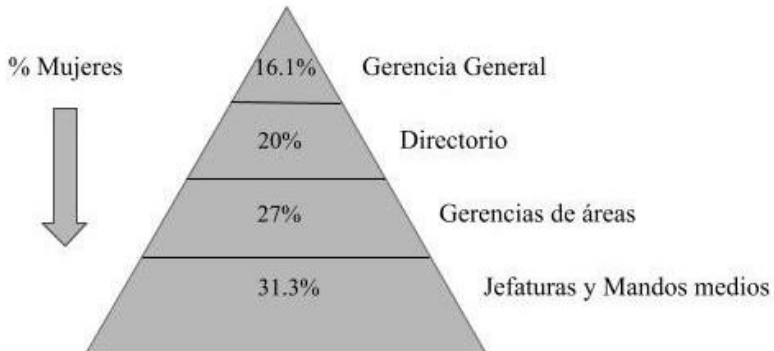 % Mujeres
16.1% Gerencia General
20% Directorio
27% Gerencias de áreas
31.3% Jefaturas y Mandos medios